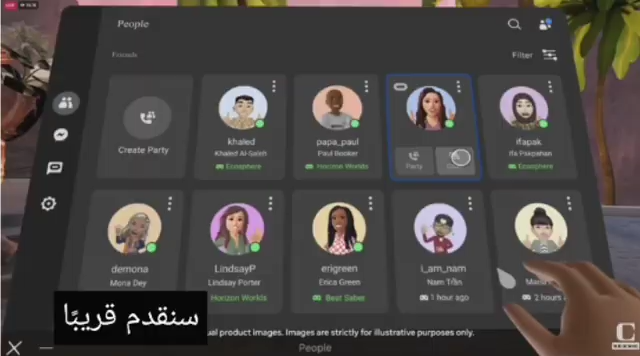 People
Friends
Filter
Create Party
khaled
Khaled Al-Saleh
Ecosphere
papa_paul
Paul Booker
Horizon Worlds
Party
ifapak
Ifa Paapahan
Ecosphere
demona
Mona Dey
LindsayP
Lindsay Porter
Horizon Worlds
erigreen
Erica Green
Beat Saber
i_am_nam
Nam Trần
1 hour ago
2 hours
سنقدم قريبًا
ual product images. Images are strictly for illustrative purposes only.
People
C